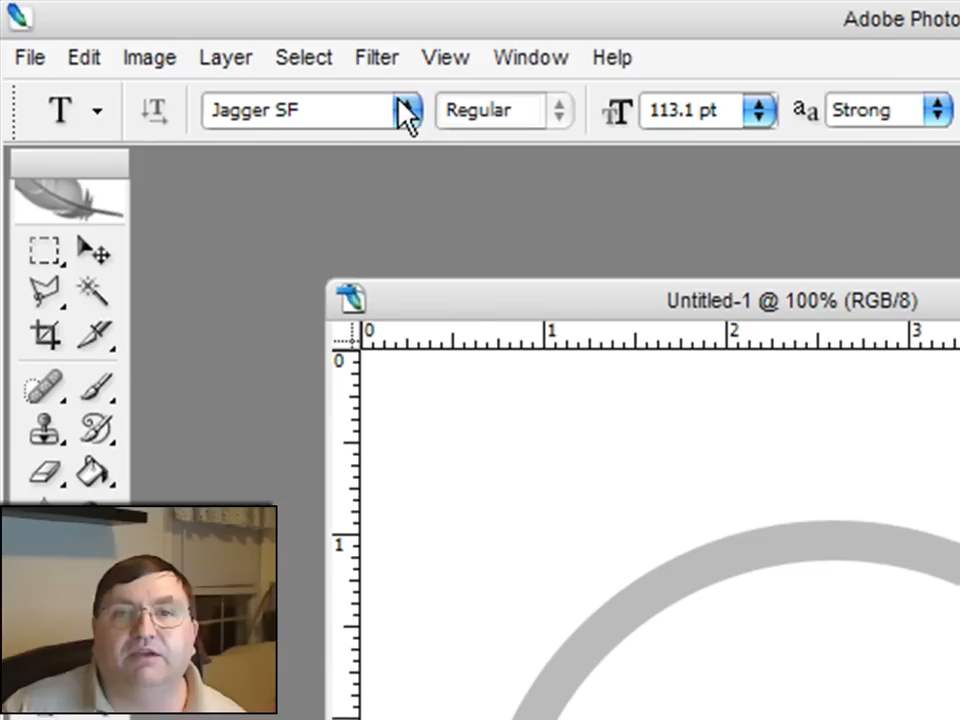 Adobe Photo
File Edit Image Layer Select Filter View Window Help
T T Jagger SF Regular TT 113.1 pt aa Strong
Untitled-1 @ 100% (RGB/8)
0 1 2 3
0
1